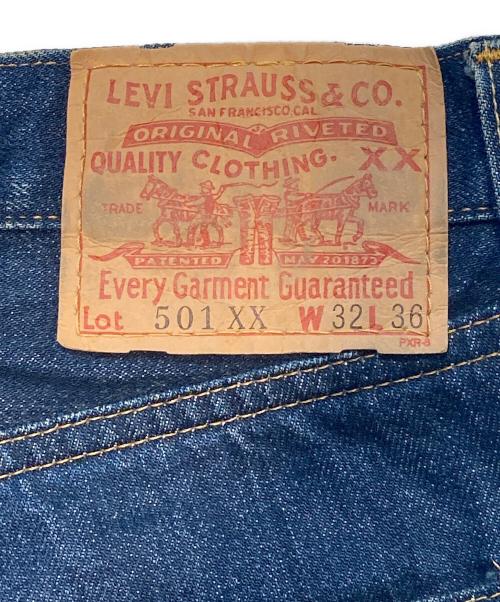 LEVI STRAUSS & CO.
SAN FRANCISCO, CAL
ORIGINAL RIVETED
QUALITY CLOTHING. XX
TRADE MARK
PATENTED MAY 20 1873
Every Garment Guaranteed
Lot 501 XX W 32 L 36
PXR-8